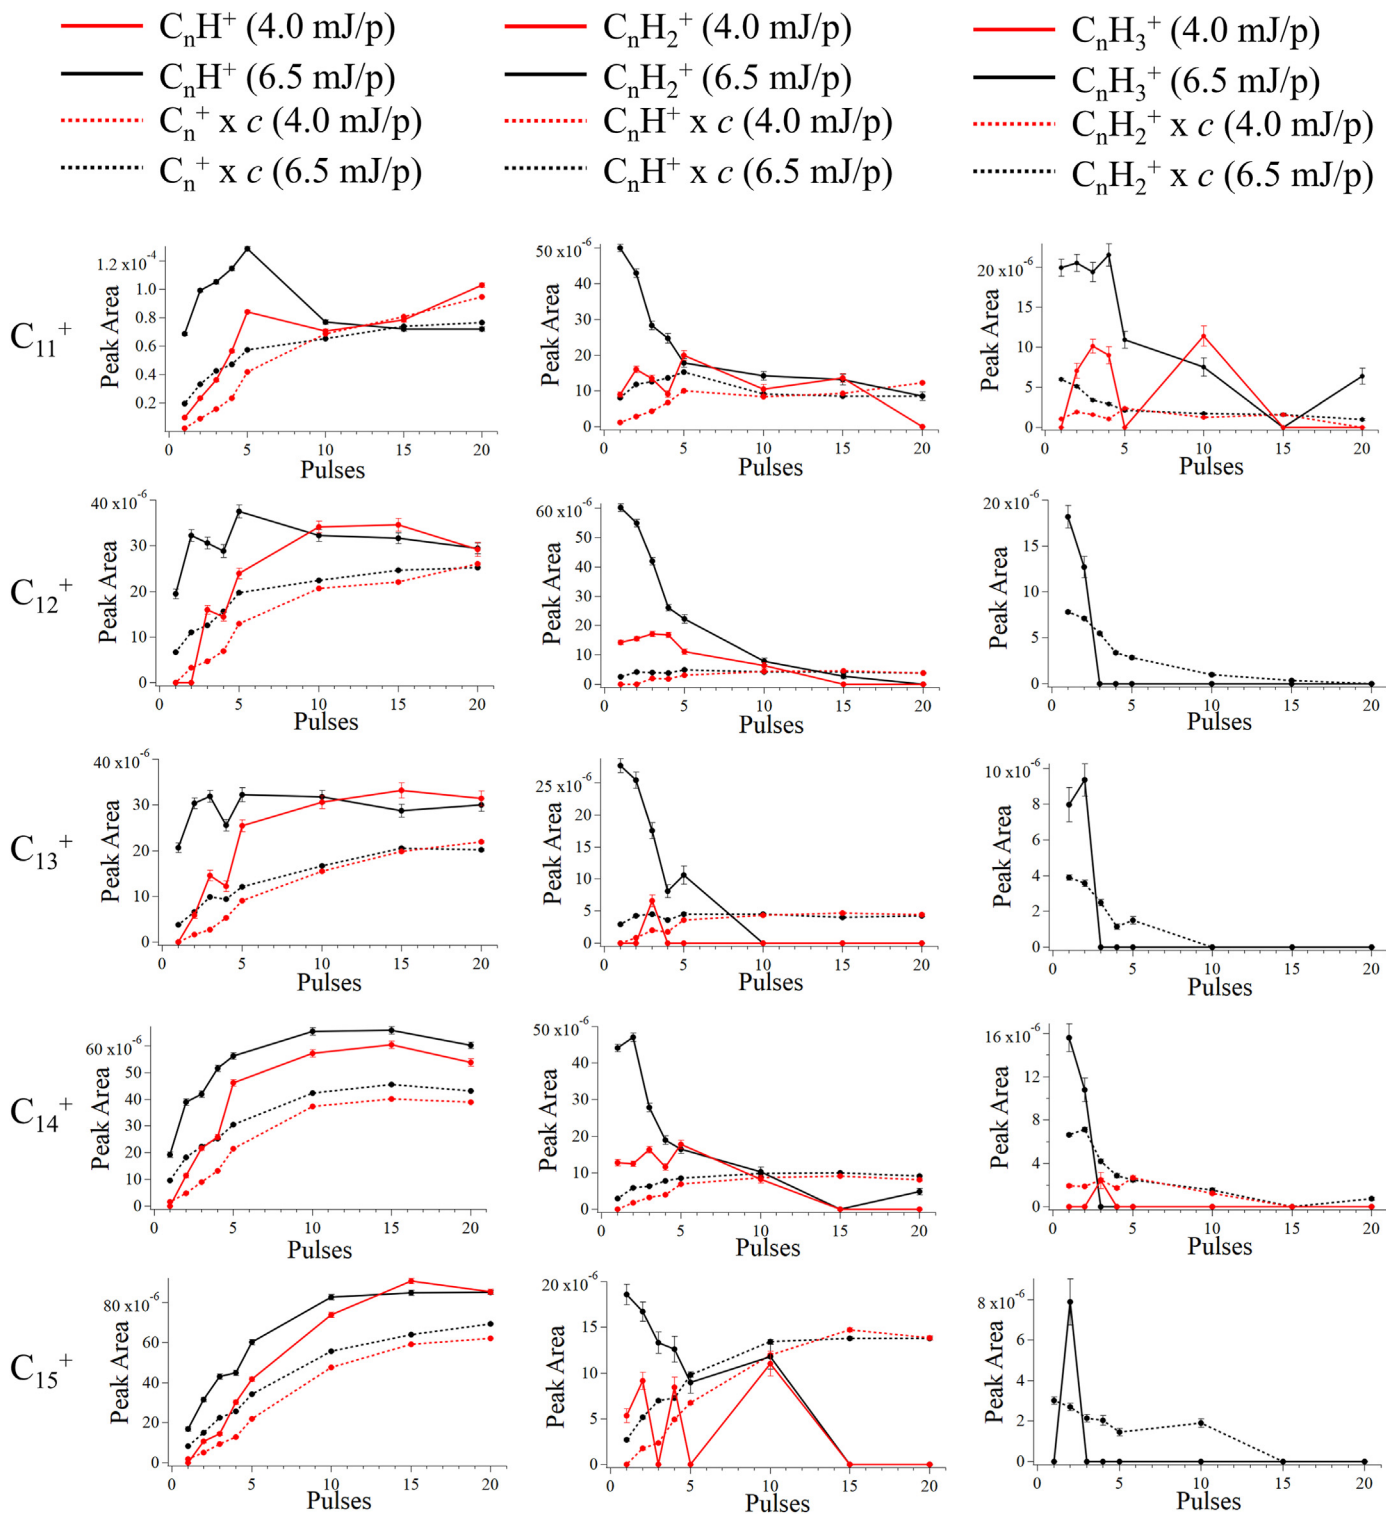 CₙH⁺ (4.0 mJ/p)
CₙH⁺ (6.5 mJ/p)
Cₙ⁺ x c (4.0 mJ/p)
Cₙ⁺ x c (6.5 mJ/p)
CₙH₂⁺ (4.0 mJ/p)
CₙH₂⁺ (6.5 mJ/p)
CₙH⁺ x c (4.0 mJ/p)
CₙH⁺ x c (6.5 mJ/p)
CₙH₃⁺ (4.0 mJ/p)
CₙH₃⁺ (6.5 mJ/p)
CₙH₂⁺ x c (4.0 mJ/p)
CₙH₂⁺ x c (6.5 mJ/p)
C₁₁⁺
Peak Area
1.2 x10⁻⁴
1.0
0.8
0.6
0.4
0.2
0 5 10 15 20
Pulses
Peak Area
50 x10⁻⁶
40
30
20
10
0
0 5 10 15 20
Pulses
Peak Area
20 x10⁻⁶
15
10
5
0
0 5 10 15 20
Pulses
C₁₂⁺
Peak Area
40 x10⁻⁶
30
20
10
0
0 5 10 15 20
Pulses
Peak Area
60 x10⁻⁶
50
40
30
20
10
0
0 5 10 15 20
Pulses
Peak Area
20 x10⁻⁶
15
10
5
0
0 5 10 15 20
Pulses
C₁₃⁺
Peak Area
40 x10⁻⁶
30
20
10
0
0 5 10 15 20
Pulses
Peak Area
25 x10⁻⁶
20
15
10
5
0
0 5 10 15 20
Pulses
Peak Area
10 x10⁻⁶
8
6
4
2
0
0 5 10 15 20
Pulses
C₁₄⁺
Peak Area
60 x10⁻⁶
50
40
30
20
10
0
0 5 10 15 20
Pulses
Peak Area
50 x10⁻⁶
40
30
20
10
0
0 5 10 15 20
Pulses
Peak Area
16 x10⁻⁶
12
8
4
0
0 5 10 15 20
Pulses
C₁₅⁺
Peak Area
80 x10⁻⁶
60
40
20
0
0 5 10 15 20
Pulses
Peak Area
20 x10⁻⁶
15
10
5
0
0 5 10 15 20
Pulses
Peak Area
8 x10⁻⁶
6
4
2
0
0 5 10 15 20
Pulses